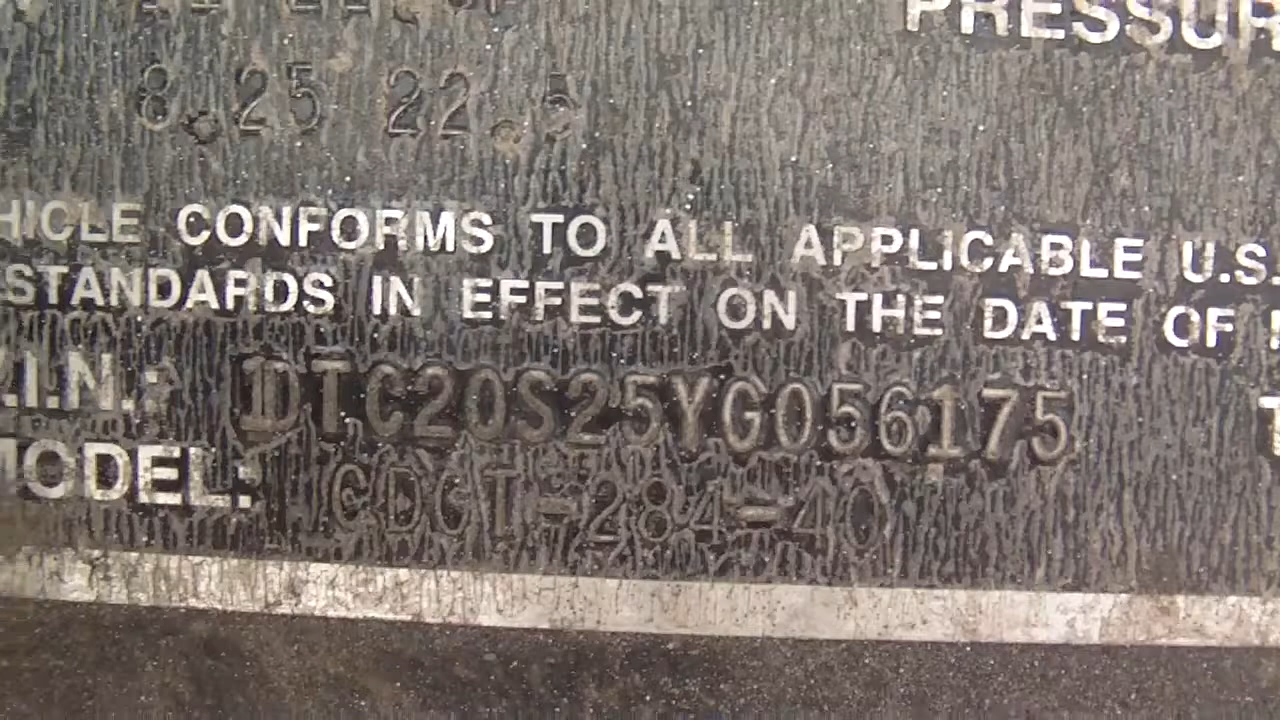 PRESSUR
8.25 22.5
HICLE CONFORMS TO ALL APPLICABLE U.S.
STANDARDS IN EFFECT ON THE DATE OF
.I.N.: 1DTC20S25YG056175
MODEL: CDCT-284-40